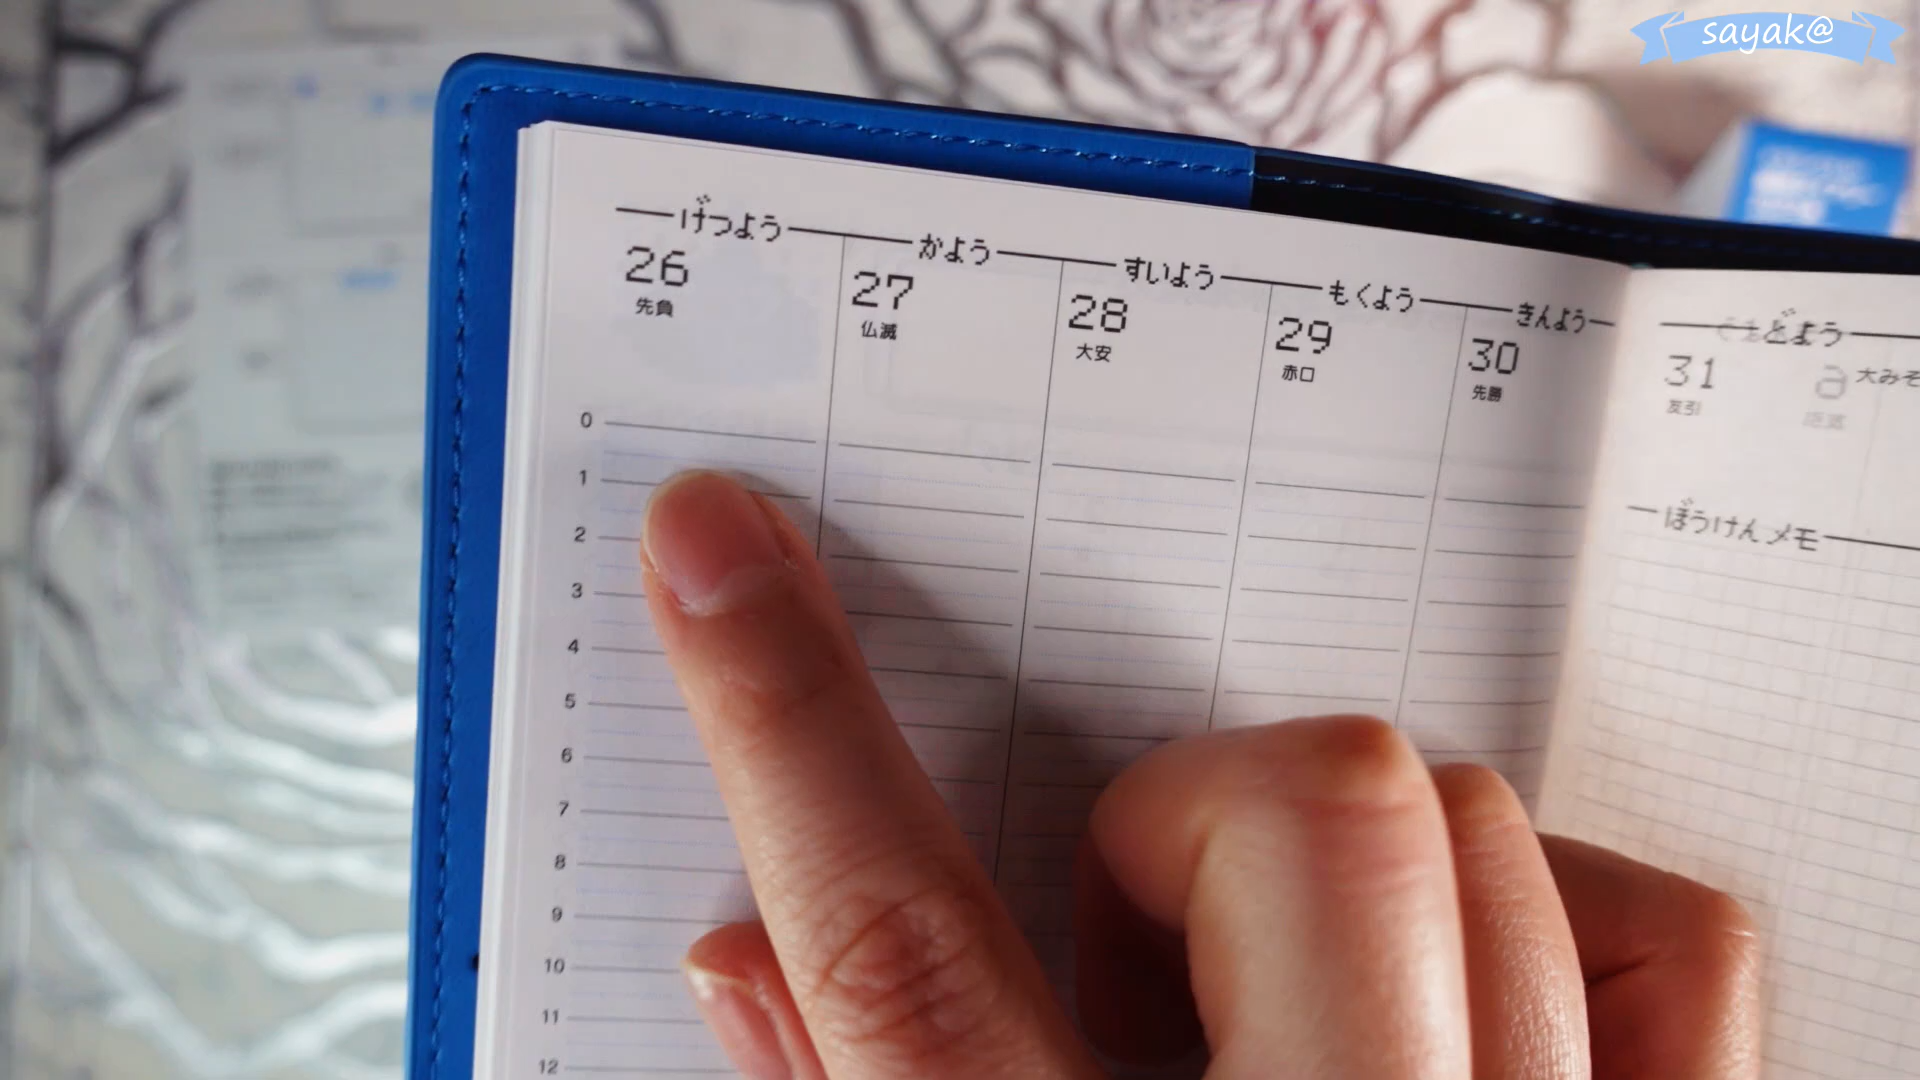 sayak@
げつよう
かよう
すいよう
もくよう
きんよう
どよう
26
27
28
29
30
31
大みそ
先負
仏滅
大安
赤口
先勝
友引
ぼうけんメモ
0
1
2
3
4
5
6
7
8
9
10
11
12